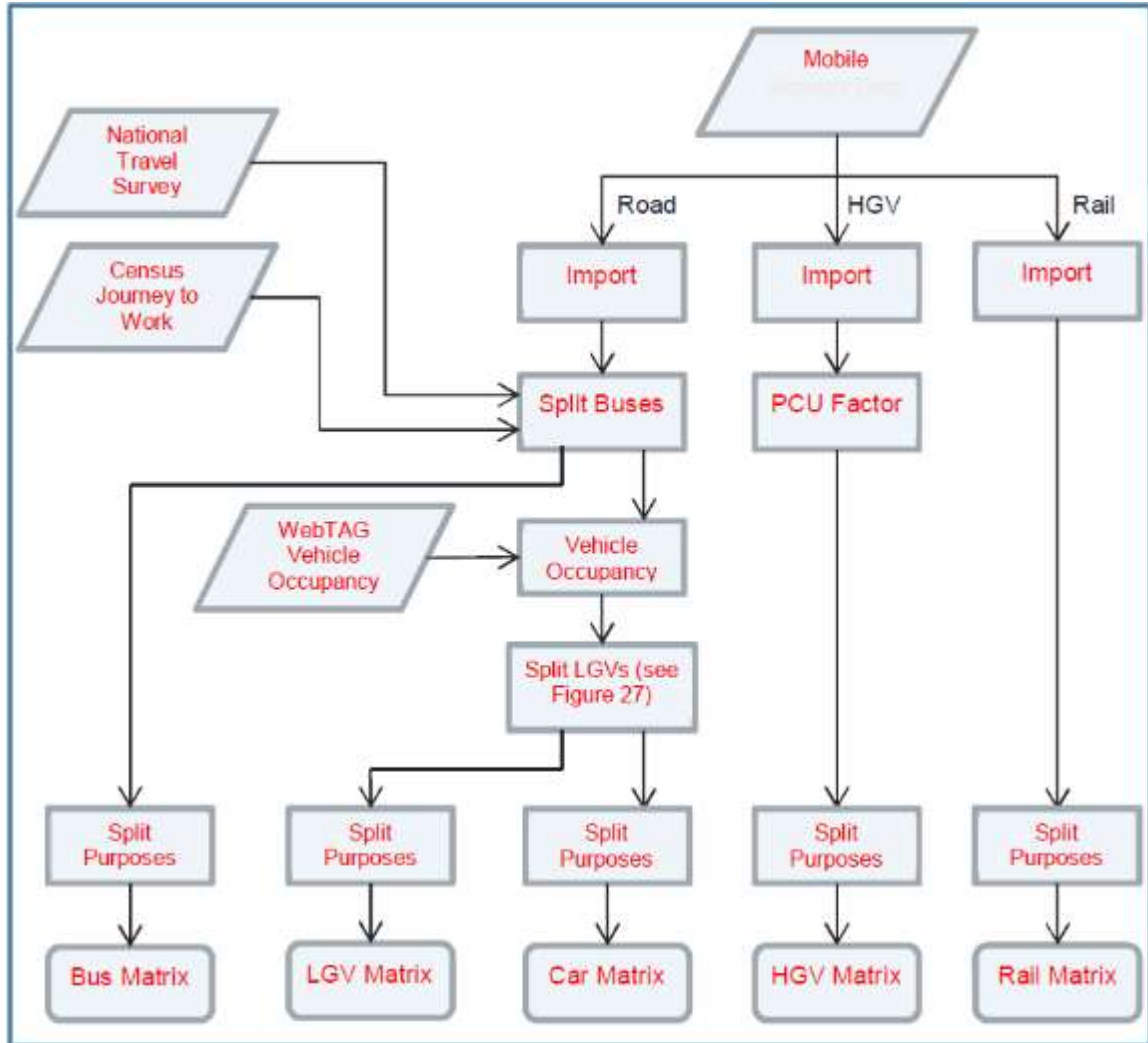 Mobile
National
Travel
Survey
Road
HGV
Rail
Census
Journey to
Work
Import
Import
Import
Split Buses
PCU Factor
WebTAG
Vehicle
Occupancy
Vehicle
Occupancy
Split LGVs (see
Figure 27)
Split
Purposes
Split
Purposes
Split
Purposes
Split
Purposes
Split
Purposes
Bus Matrix
LGV Matrix
Car Matrix
HGV Matrix
Rail Matrix